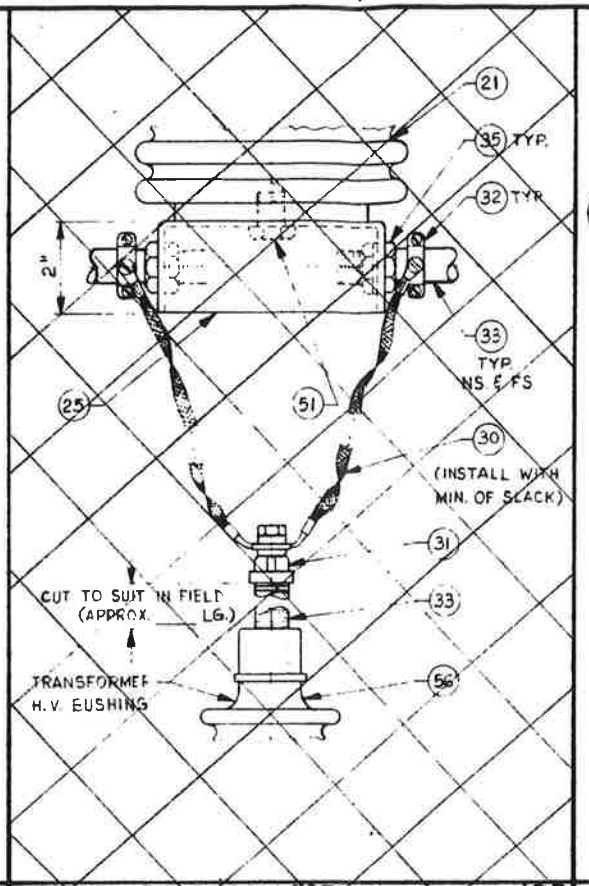 21
35 TYP.
32 TYP
2"
33
TYP.
NS & FS
25
51
30
(INSTALL WITH
MIN. OF SLACK)
31
CUT TO SUIT IN FIELD
(APPROX. ____ LG.)
33
TRANSFORMER
H.V. BUSHING
56